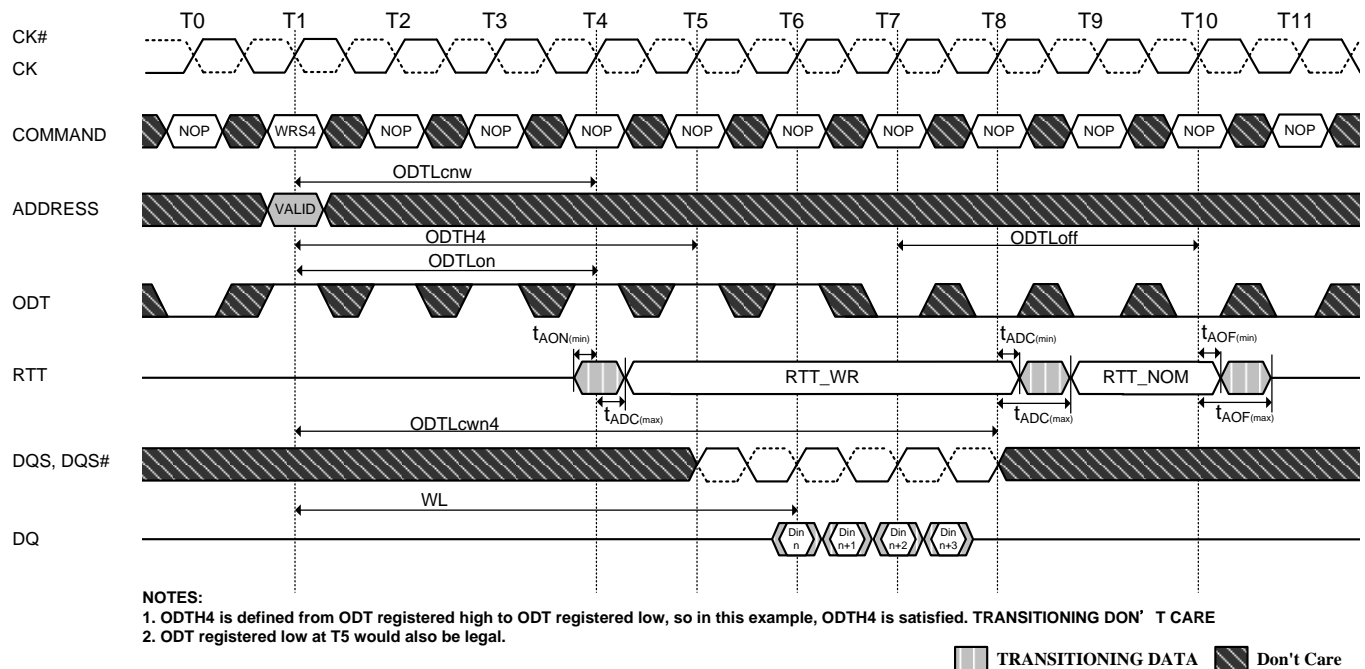 T0 T1 T2 T3 T4 T5 T6 T7 T8 T9 T10 T11
CK#
CK
COMMAND NOP WRS4 NOP NOP NOP NOP NOP NOP NOP NOP NOP NOP
ODTLcnw
ADDRESS VALID
ODTH4 ODTLoff
ODTLon
ODT
tAON(min) tADC(min) tAOF(min)
RTT RTT_WR RTT_NOM
tADC(max) tADC(max) tAOF(max)
ODTLcwn4
DQS, DQS#
WL
DQ Din n Din n+1 Din n+2 Din n+3
NOTES:
1. ODTH4 is defined from ODT registered high to ODT registered low, so in this example, ODTH4 is satisfied. TRANSITIONING DON’ T CARE
2. ODT registered low at T5 would also be legal.
TRANSITIONING DATA Don't Care